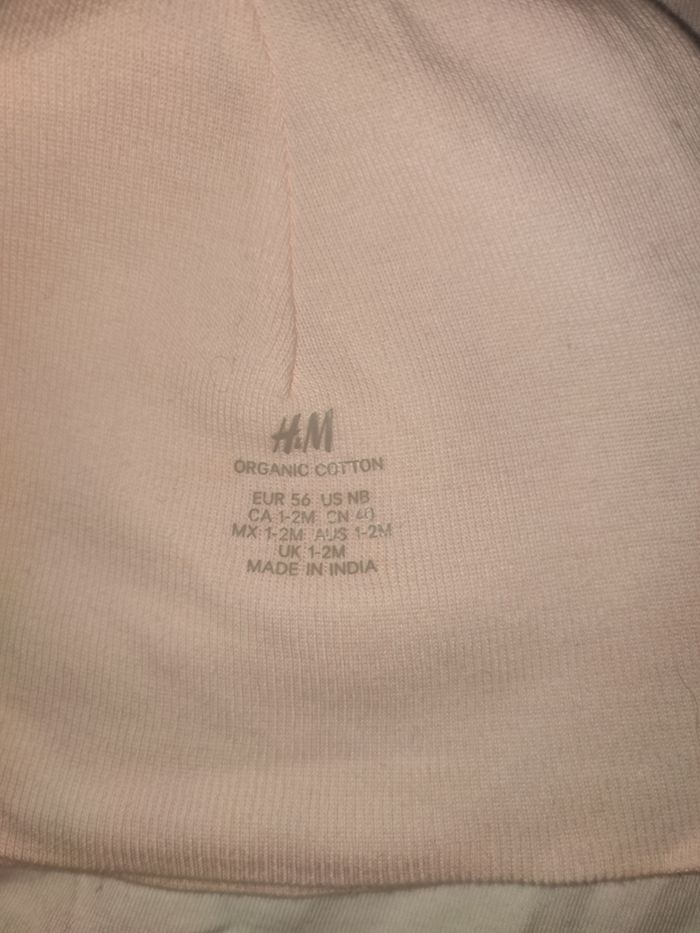 H&M
ORGANIC COTTON
EUR 56 US NB
CA 1-2M CN 40
MX 1-2M AUS 1-2M
UK 1-2M
MADE IN INDIA